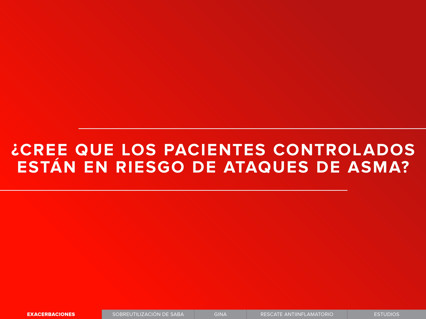 ¿CREE QUE LOS PACIENTES CONTROLADOS
ESTÁN EN RIESGO DE ATAQUES DE ASMA?
EXACERBACIONES
SOBREUTILIZACIÓN DE SABA
GINA
RESCATE ANTIINFLAMATORIO
ESTUDIOS